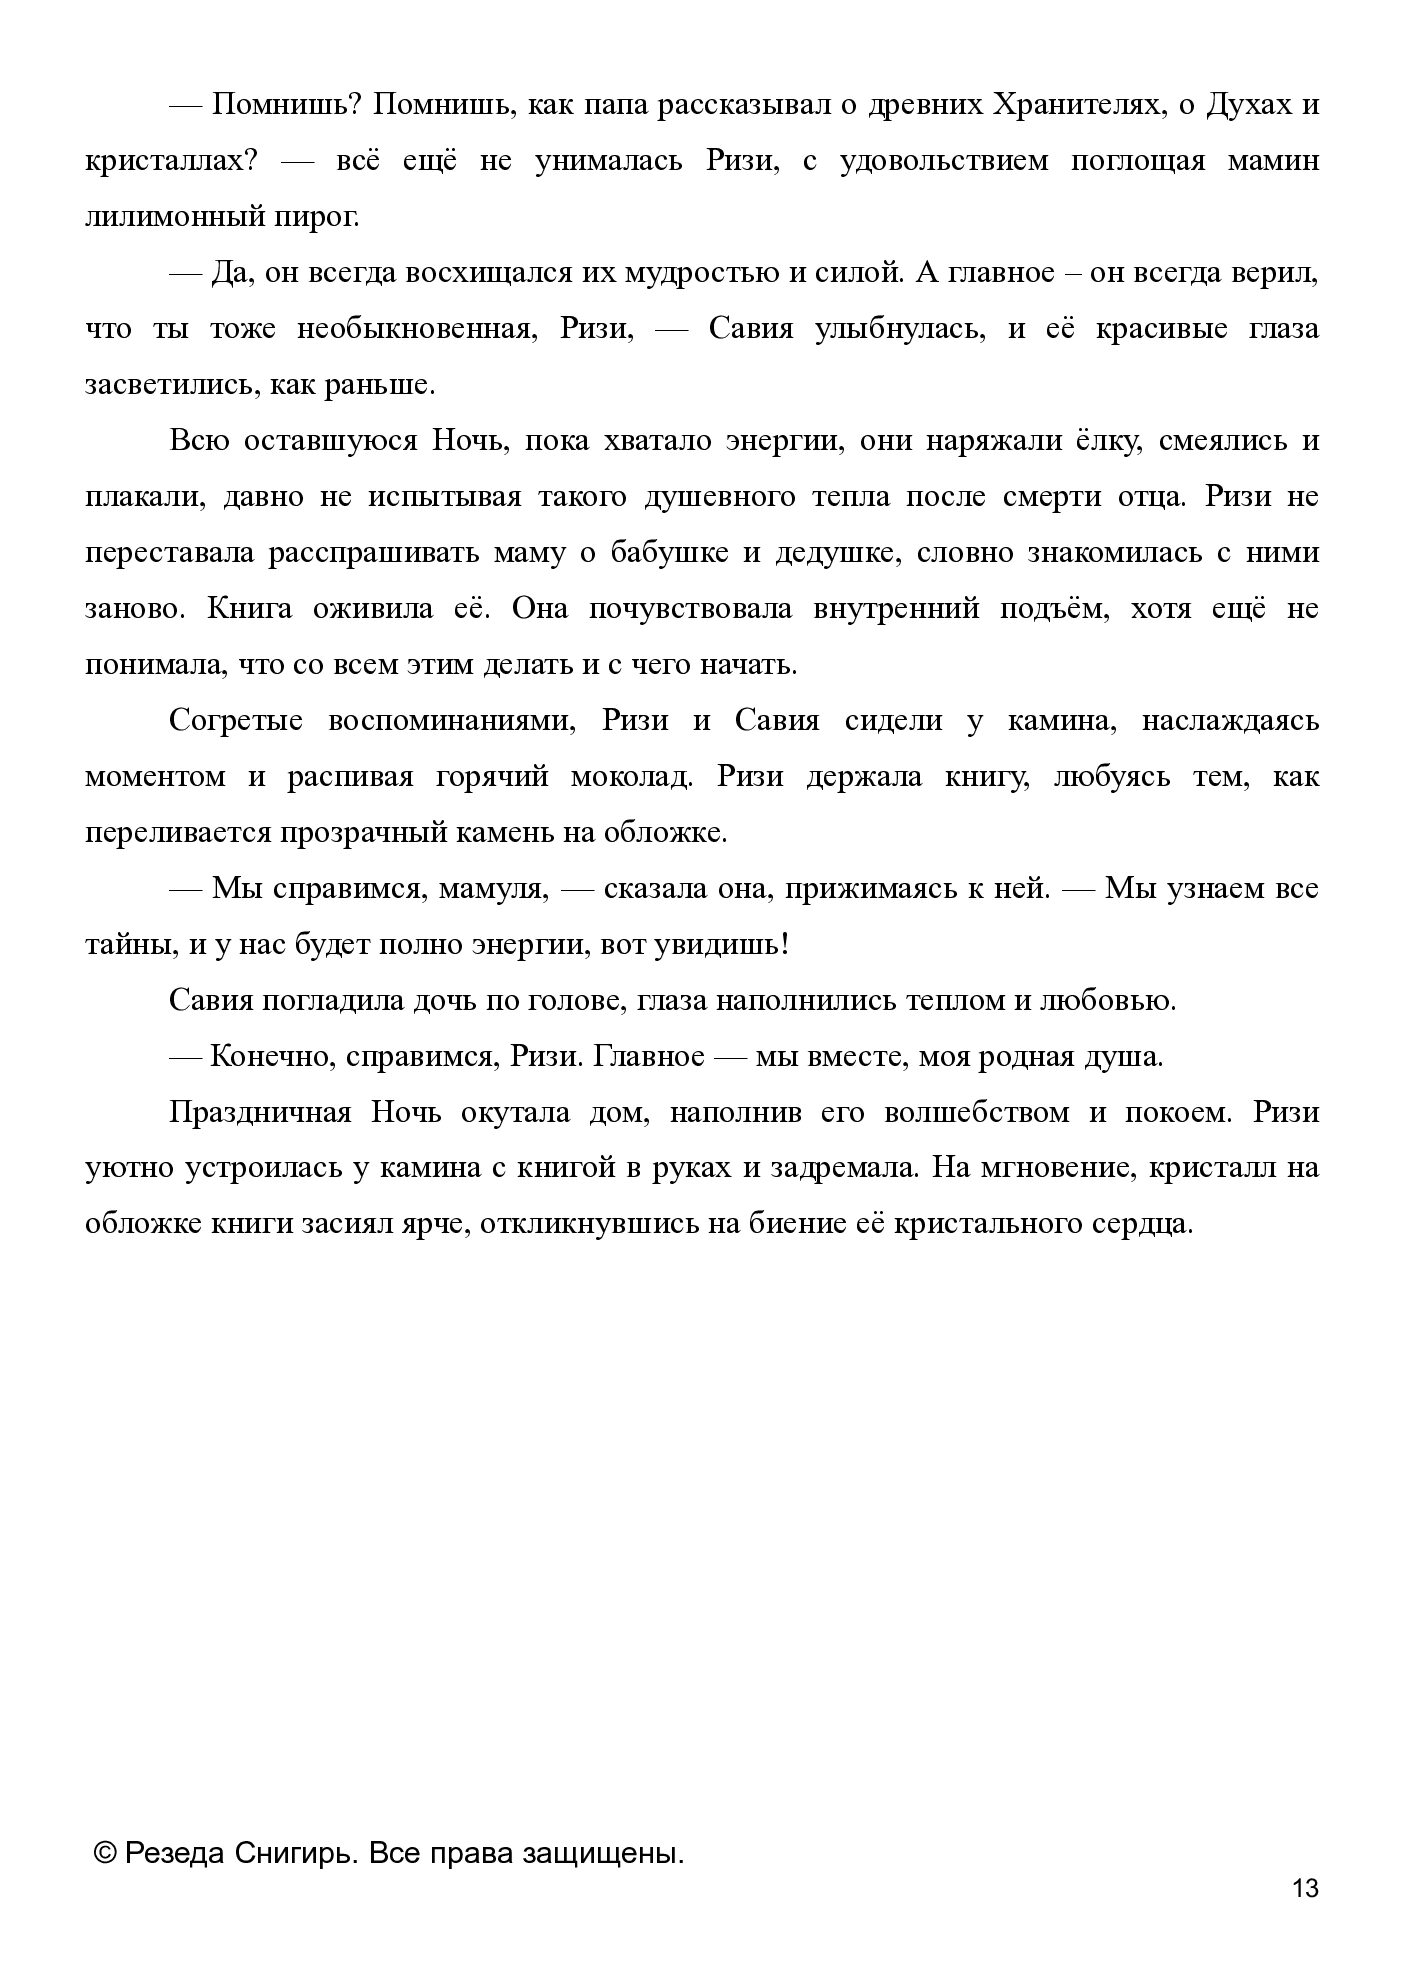 — Помнишь? Помнишь, как папа рассказывал о древних Хранителях, о Духах и
кристаллах? — всё ещё не унималась Ризи, с удовольствием поглощая мамин
лилимонный пирог.
— Да, он всегда восхищался их мудростью и силой. А главное – он всегда верил,
что ты тоже необыкновенная, Ризи, — Савия улыбнулась, и её красивые глаза
засветились, как раньше.
Всю оставшуюся Ночь, пока хватало энергии, они наряжали ёлку, смеялись и
плакали, давно не испытывая такого душевного тепла после смерти отца. Ризи не
переставала расспрашивать маму о бабушке и дедушке, словно знакомилась с ними
заново. Книга оживила её. Она почувствовала внутренний подъём, хотя ещё не
понимала, что со всем этим делать и с чего начать.
Согретые воспоминаниями, Ризи и Савия сидели у камина, наслаждаясь
моментом и распивая горячий моколад. Ризи держала книгу, любуясь тем, как
переливается прозрачный камень на обложке.
— Мы справимся, мамуля, — сказала она, прижимаясь к ней. — Мы узнаем все
тайны, и у нас будет полно энергии, вот увидишь!
Савия погладила дочь по голове, глаза наполнились теплом и любовью.
— Конечно, справимся, Ризи. Главное — мы вместе, моя родная душа.
Праздничная Ночь окутала дом, наполнив его волшебством и покоем. Ризи
уютно устроилась у камина с книгой в руках и задремала. На мгновение, кристалл на
обложке книги засиял ярче, откликнувшись на биение её кристального сердца.
© Резеда Снигирь. Все права защищены.
13